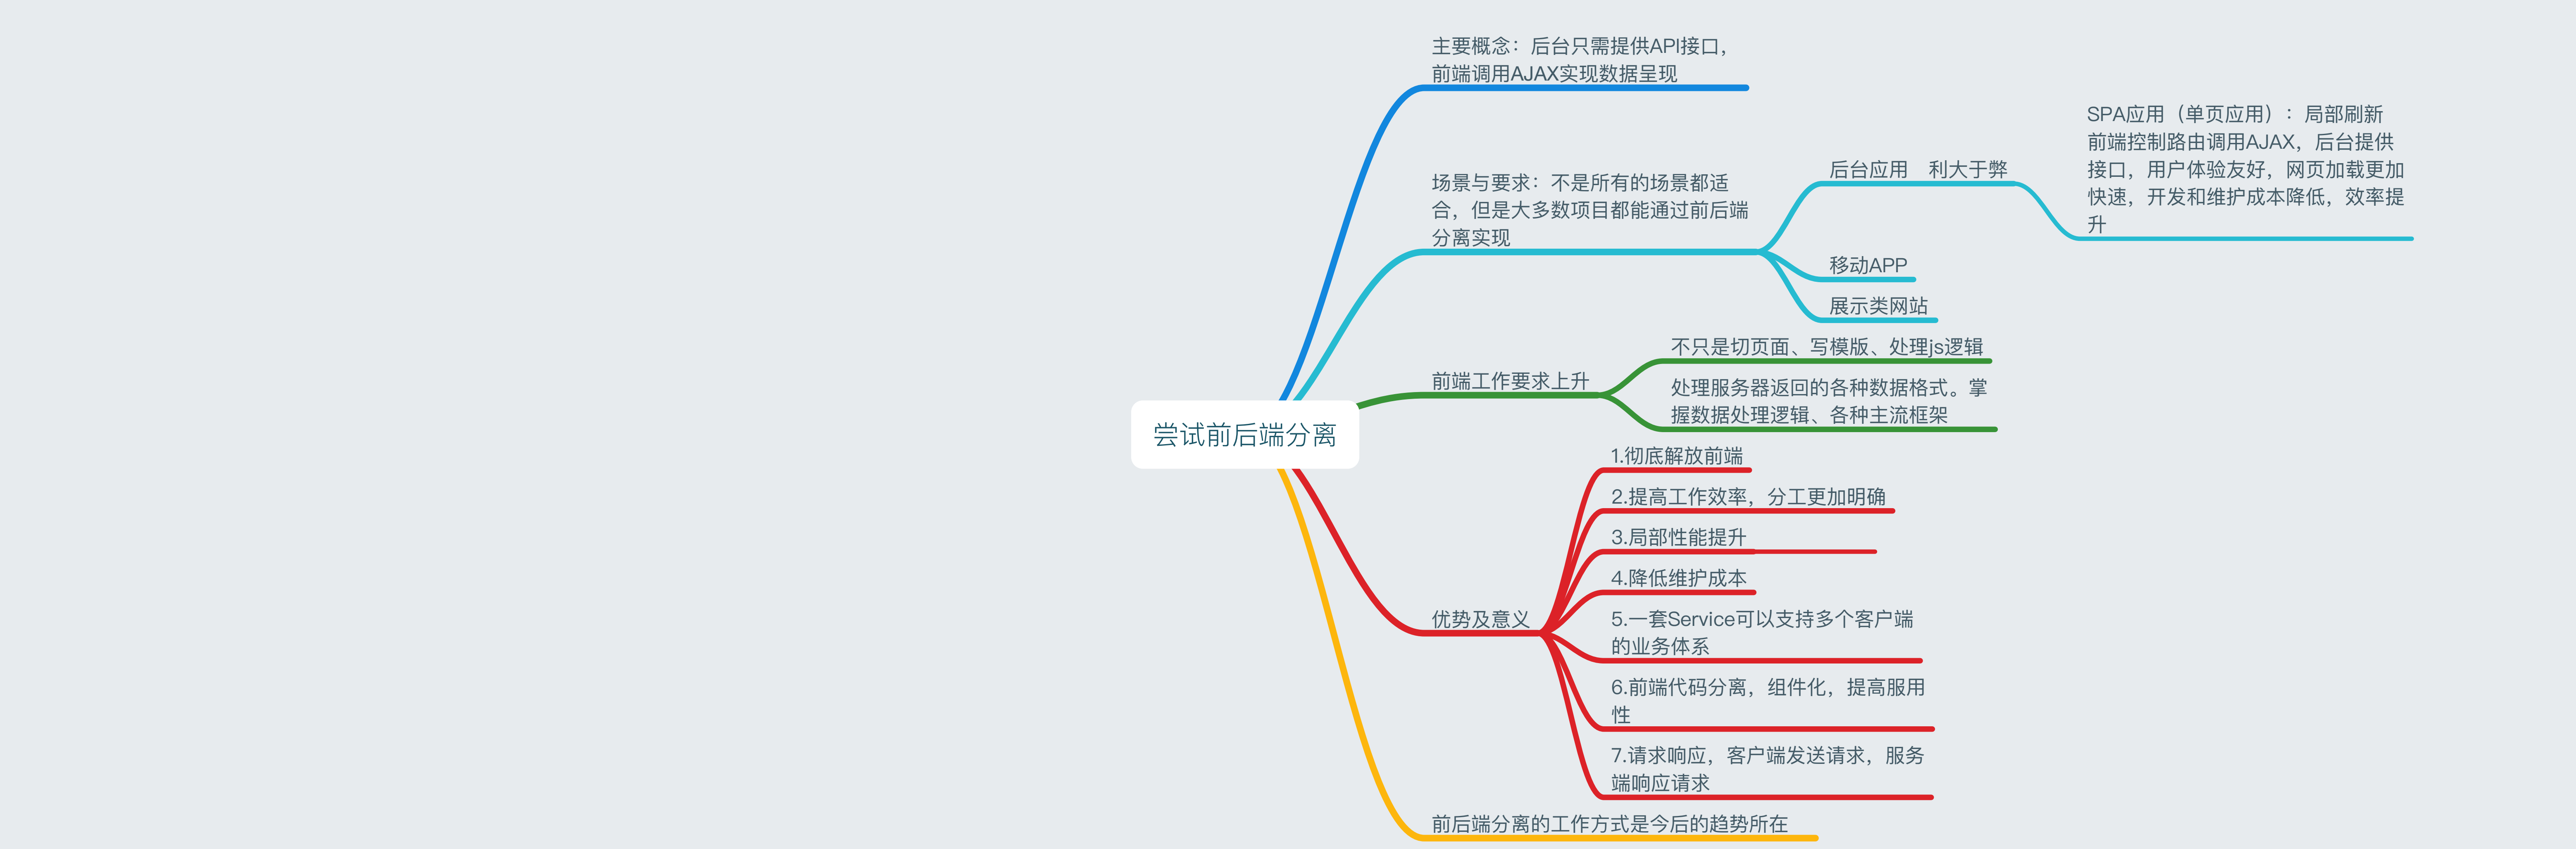 尝试前后端分离
主要概念：后台只需提供API接口，
前端调用AJAX实现数据呈现
场景与要求：不是所有的场景都适
合，但是大多数项目都能通过前后端
分离实现
后台应用　利大于弊
SPA应用（单页应用）：局部刷新
前端控制路由调用AJAX，后台提供
接口，用户体验友好，网页加载更加
快速，开发和维护成本降低，效率提
升
移动APP
展示类网站
前端工作要求上升
不只是切页面、写模版、处理js逻辑
处理服务器返回的各种数据格式。掌
握数据处理逻辑、各种主流框架
优势及意义
1.彻底解放前端
2.提高工作效率，分工更加明确
3.局部性能提升
4.降低维护成本
5.一套Service可以支持多个客户端
的业务体系
6.前端代码分离，组件化，提高服用
性
7.请求响应，客户端发送请求，服务
端响应请求
前后端分离的工作方式是今后的趋势所在